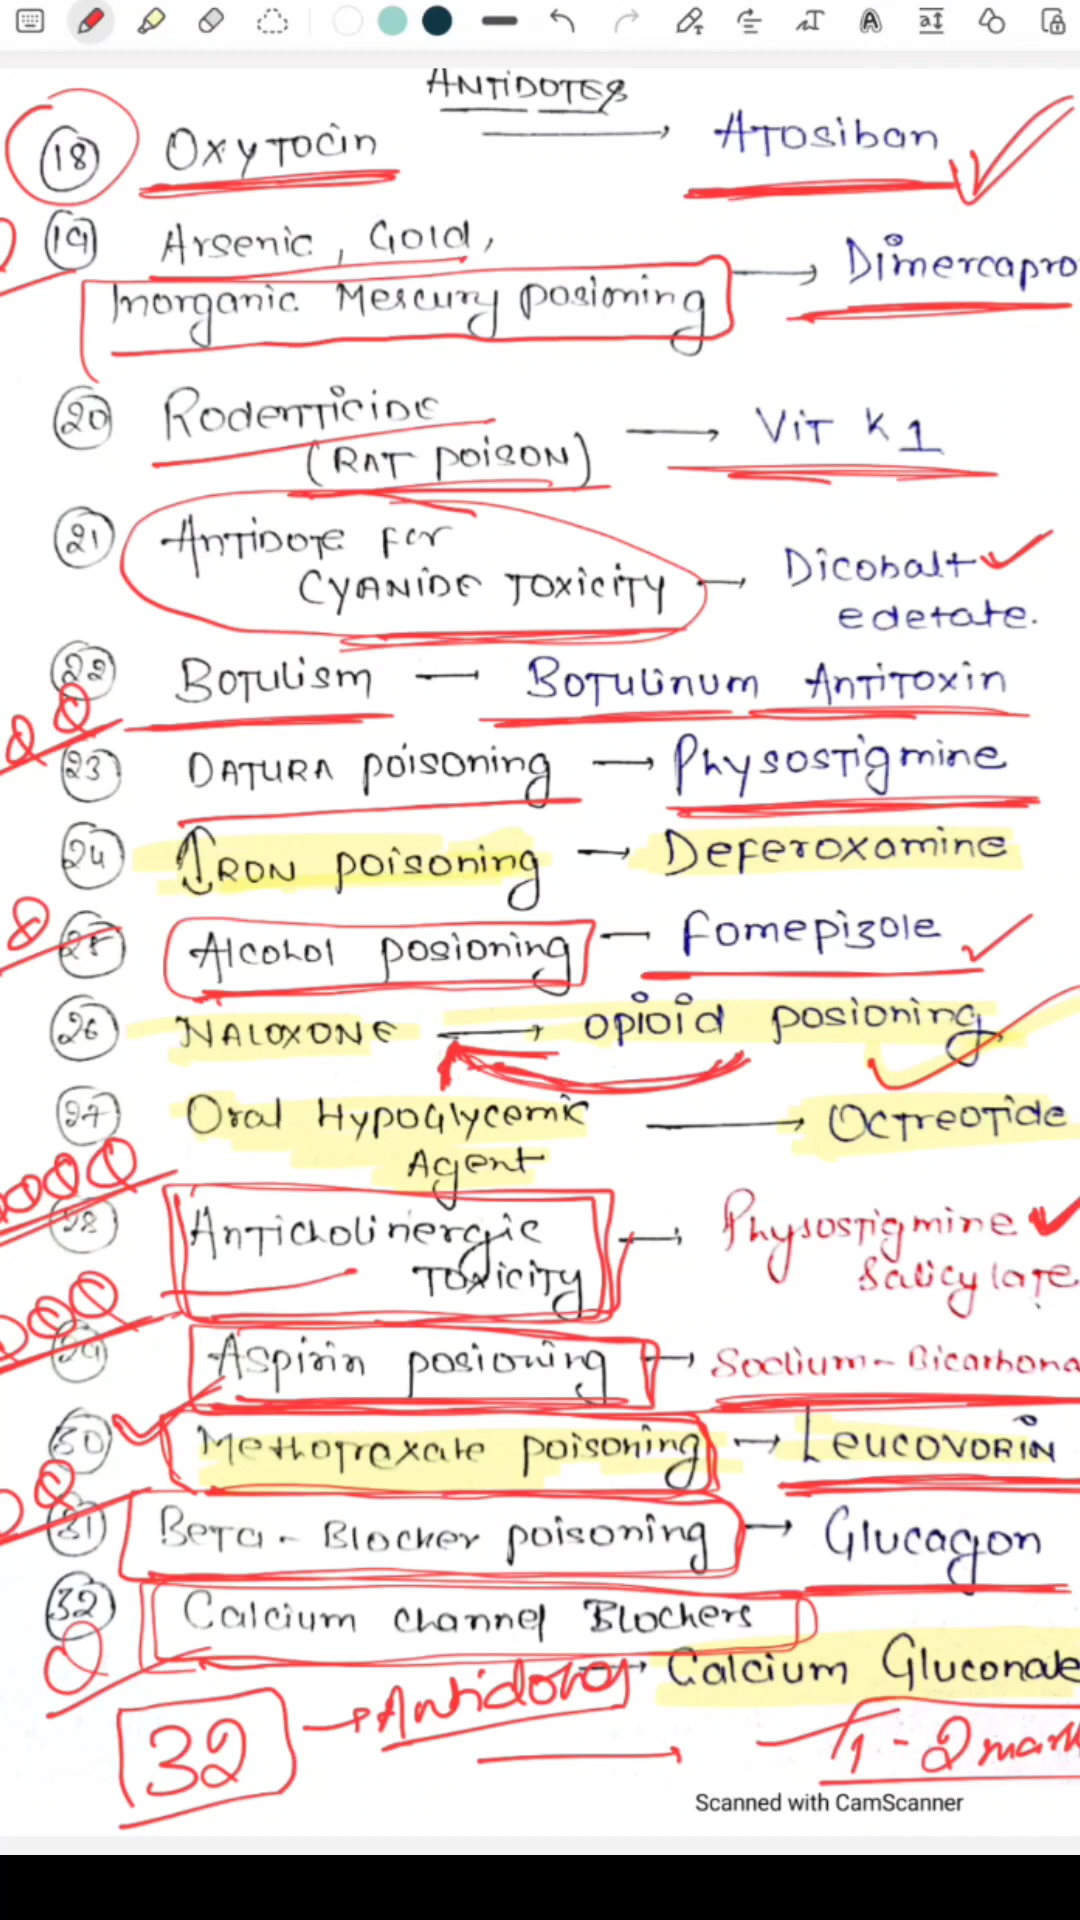 ANTIDOTES
18 Oxytocin → Atosiban
19 Arsenic, Gold,
Inorganic Mercury posioning → Dimercapro
20 Rodenticide
(RAT POISON) → Vit K1
21 Antidote for
CYANIDE TOXICITY → Dicobalt
edetate.
22 Botulism — Botulinum Antitoxin
23 DATURA poisoning → Physostigmine
24 IRON poisoning → Deferoxamine
25 Alcohol posioning — Fomepizole
26 NALOXONE → opioid posioning
27 Oral Hypoglycemic → Octreotide
Agent
28 Anticholinergic → Physostigmine
Toxicity Salicylate
29 Aspirin posioning → Sodium-Bicarbona
30 Methotraxate poisoning → Leucovorin
31 Beta-Blocker poisoning → Glucagon
32 Calcium channel Blockers
→ Calcium Gluconate
32 → Antidotes → 1-2 mark
Scanned with CamScanner